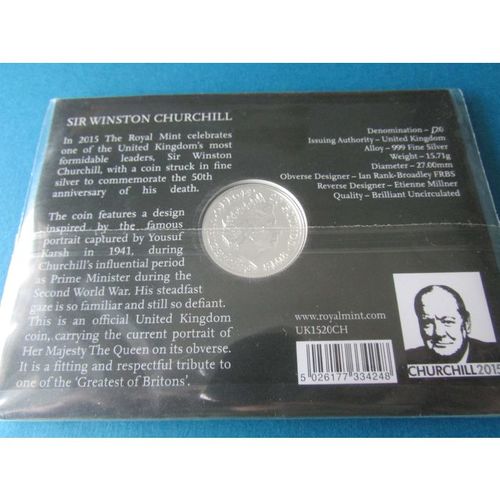 SIR WINSTON CHURCHILL
In 2015 The Royal Mint celebrates
one of the United Kingdom's most
formidable leaders, Sir Winston
Churchill, with a coin struck in fine
silver to commemorate the 50th
anniversary of his death.
The coin features a design
inspired by the famous
portrait captured by Yousuf
Karsh in 1941, during
Churchill's influential period
as Prime Minister during the
Second World War. His steadfast
gaze is so familiar and still so defiant.
This is an official United Kingdom
coin, carrying the current portrait of
Her Majesty The Queen on its obverse.
It is a fitting and respectful tribute to
one of the 'Greatest of Britons'.
Denomination – £20
Issuing Authority – United Kingdom
Alloy – 999 Fine Silver
Weight – 15.71g
Diameter – 27.00mm
Obverse Designer – Ian Rank-Broadley FRBS
Reverse Designer – Etienne Millner
Quality – Brilliant Uncirculated
www.royalmint.com
UK1520CH
5 026177 334248
CHURCHILL2015